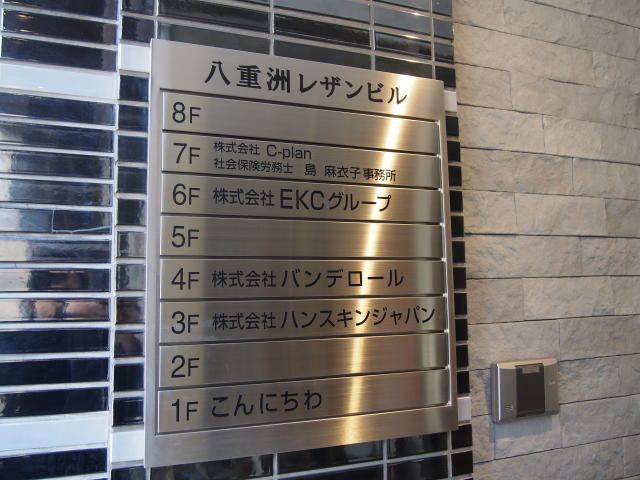 八重洲レザンビル
8F
7F 株式会社 C-plan
社会保険労務士 島 麻衣子事務所
6F 株式会社 EKCグループ
5F
4F 株式会社 バンデロール
3F 株式会社 ハンスキンジャパン
2F
1F こんにちわ